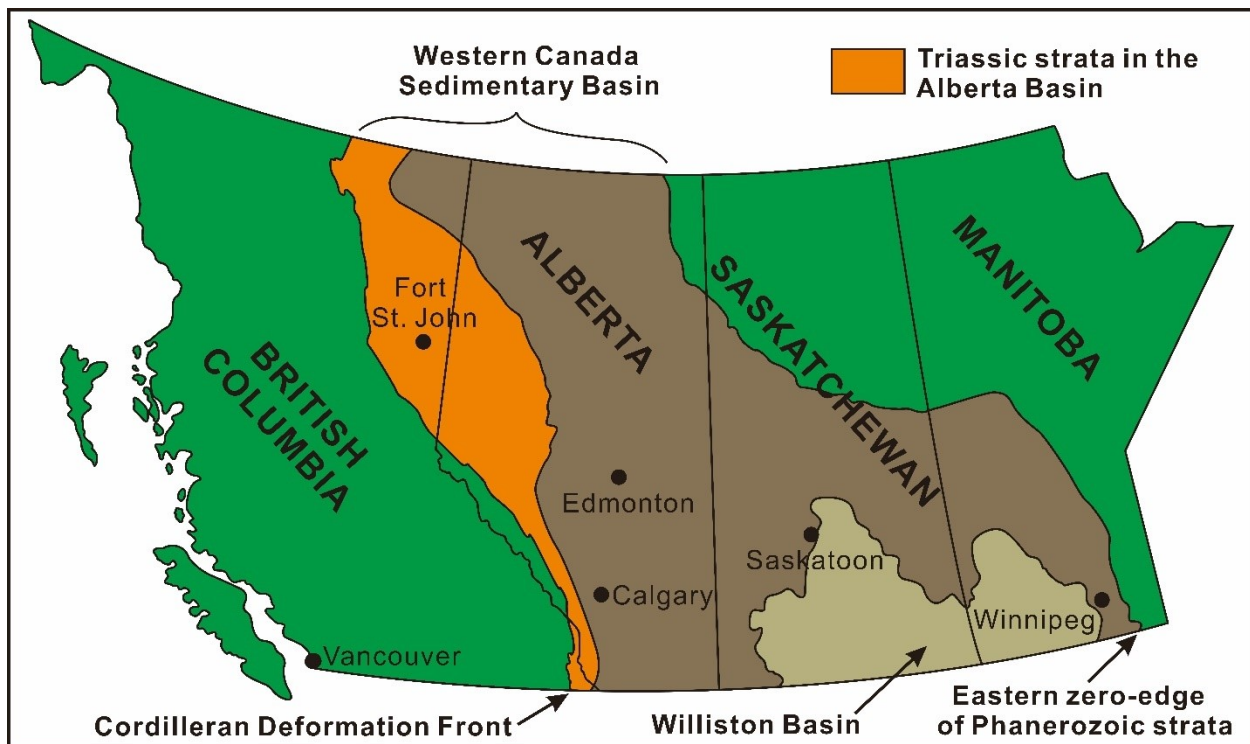 Western Canada
Sedimentary Basin
Triassic strata in the
Alberta Basin
Fort
St. John
BRITISH
COLUMBIA
ALBERTA
SASKATCHEWAN
MANITOBA
Edmonton
Calgary
Saskatoon
Winnipeg
Vancouver
Cordilleran Deformation Front
Williston Basin
Eastern zero-edge
of Phanerozoic strata